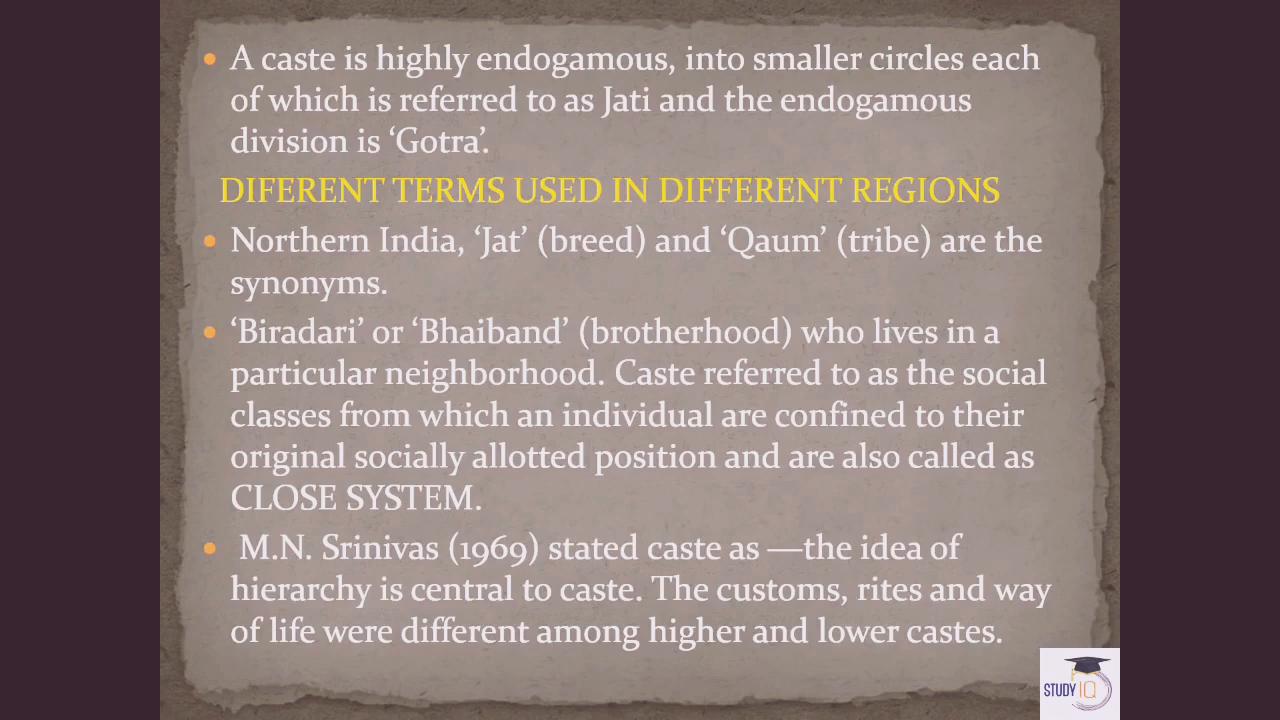 A caste is highly endogamous, into smaller circles each
of which is referred to as Jati and the endogamous
division is ‘Gotra’.
DIFERENT TERMS USED IN DIFFERENT REGIONS
Northern India, ‘Jat’ (breed) and ‘Qaum’ (tribe) are the
synonyms.
‘Biradari’ or ‘Bhaiband’ (brotherhood) who lives in a
particular neighborhood. Caste referred to as the social
classes from which an individual are confined to their
original socially allotted position and are also called as
CLOSE SYSTEM.
M.N. Srinivas (1969) stated caste as ―the idea of
hierarchy is central to caste. The customs, rites and way
of life were different among higher and lower castes.
STUDY IQ